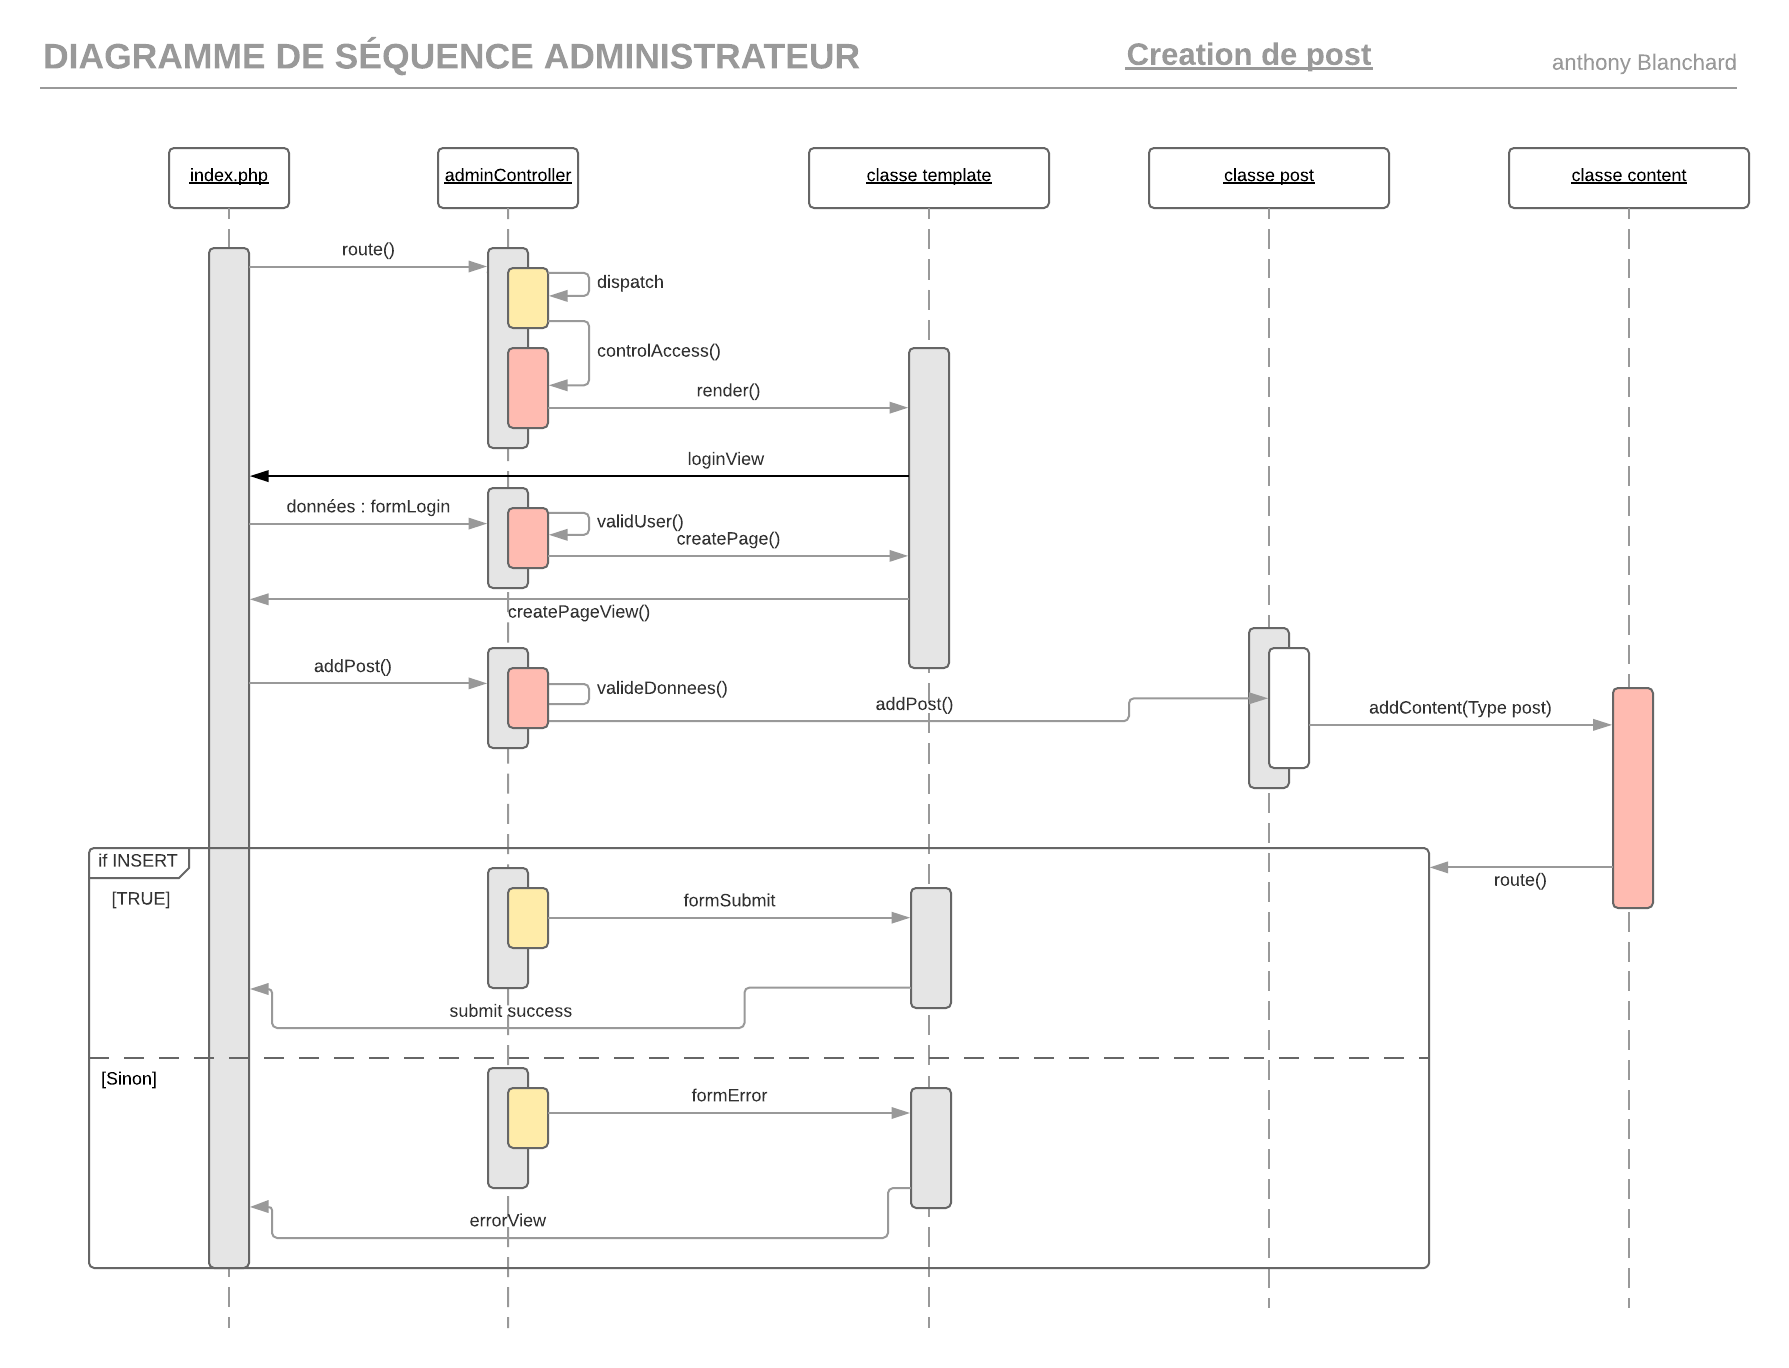 DIAGRAMME DE SÉQUENCE ADMINISTRATEUR
Creation de post
anthony Blanchard
index.php
adminController
classe template
classe post
classe content
route()
dispatch
controlAccess()
render()
loginView
données : formLogin
validUser()
createPage()
createPageView()
addPost()
valideDonnees()
addPost()
addContent(Type post)
if INSERT
route()
[TRUE]
formSubmit
submit success
[Sinon]
formError
errorView